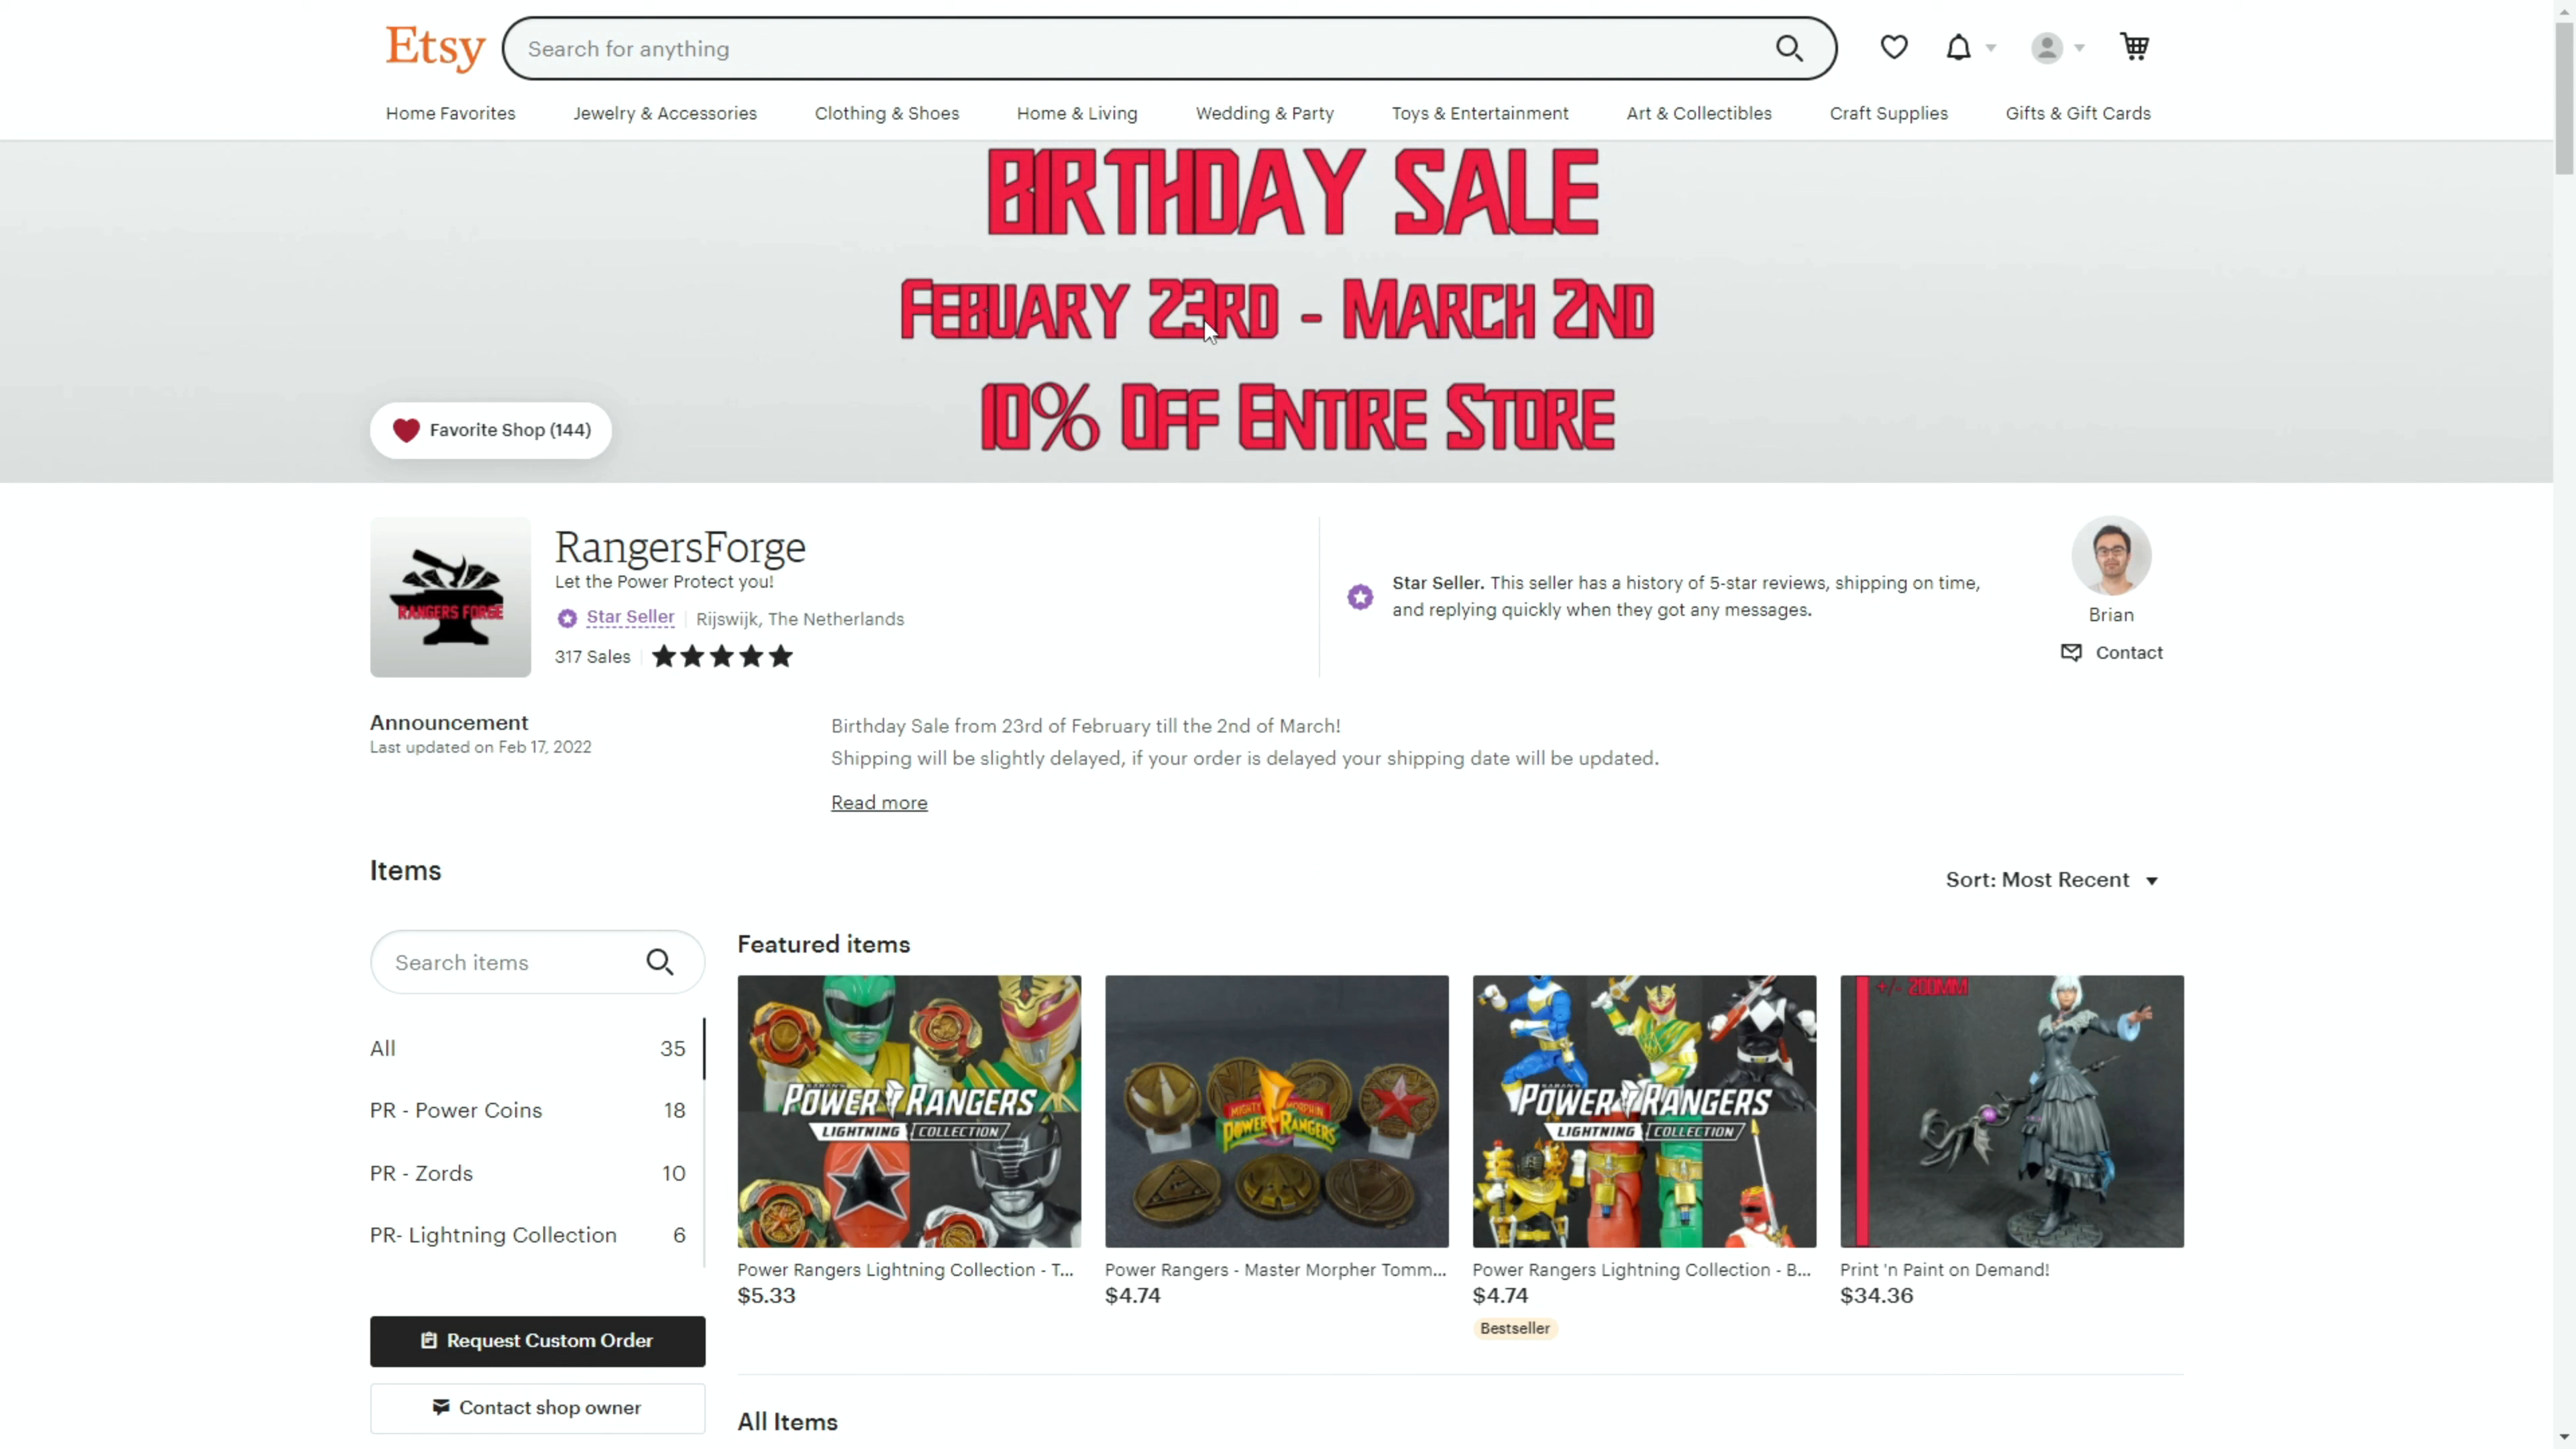 Etsy
Search for anything
Home Favorites
Jewelry & Accessories
Clothing & Shoes
Home & Living
Wedding & Party
Toys & Entertainment
Art & Collectibles
Craft Supplies
Gifts & Gift Cards
BIRTHDAY SALE
FEBUARY 23RD - MARCH 2ND
10% OFF ENTIRE STORE
Favorite Shop (144)
RANGERS FORGE
RangersForge
Let the Power Protect you!
Star Seller
Rijswijk, The Netherlands
317 Sales
Star Seller. This seller has a history of 5-star reviews, shipping on time,
and replying quickly when they got any messages.
Brian
Contact
Announcement
Last updated on Feb 17, 2022
Birthday Sale from 23rd of February till the 2nd of March!
Shipping will be slightly delayed, if your order is delayed your shipping date will be updated.
Read more
Items
Sort: Most Recent
Search items
All 35
PR - Power Coins 18
PR - Zords 10
PR- Lightning Collection 6
Request Custom Order
Contact shop owner
Featured items
POWER RANGERS
LIGHTNING COLLECTION
Power Rangers Lightning Collection - T...
$5.33
MIGHTY MORPHIN
POWER RANGERS
Power Rangers - Master Morpher Tomm...
$4.74
POWER RANGERS
LIGHTNING COLLECTION
Power Rangers Lightning Collection - B...
$4.74
Bestseller
+/- 200MM
Print 'n Paint on Demand!
$34.36
All Items